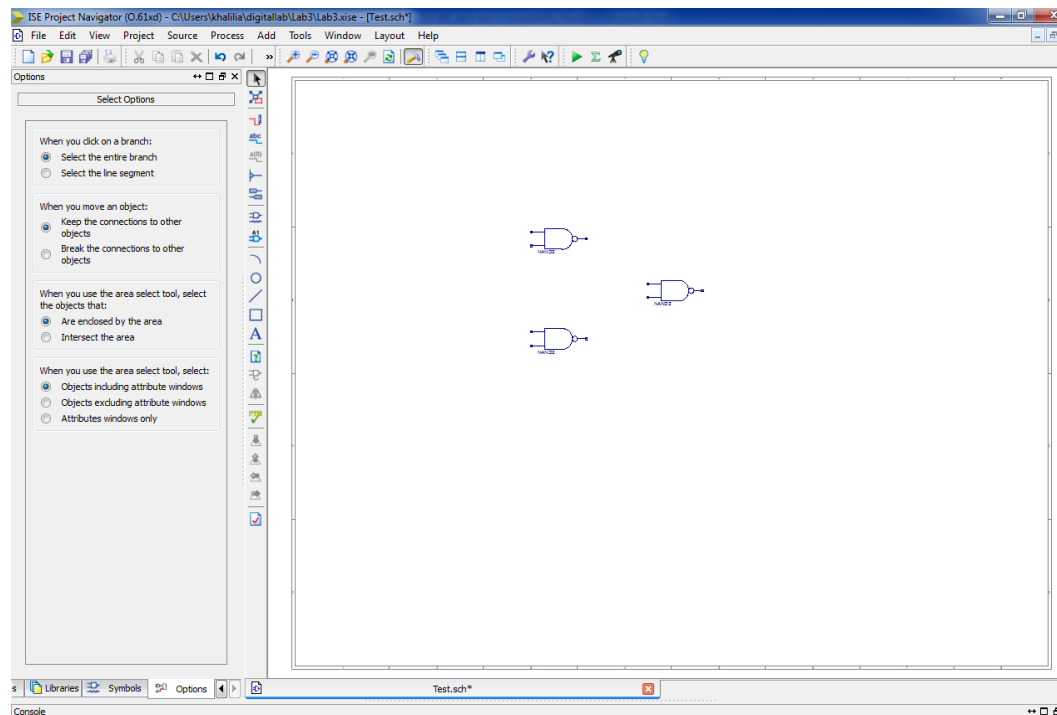 ISE Project Navigator (O.61xd) - C:\Users\khalilia\digitallab\Lab3\Lab3.xise - [Test.sch*]
File Edit View Project Source Process Add Tools Window Layout Help
Options
Select Options
When you click on a branch:
Select the entire branch
Select the line segment
When you move an object:
Keep the connections to other
objects
Break the connections to other
objects
When you use the area select tool, select
the objects that:
Are enclosed by the area
Intersect the area
When you use the area select tool, select:
Objects including attribute windows
Objects excluding attribute windows
Attributes windows only
abc
A1
A
NAND2
NAND2
NAND2
s Libraries Symbols Options
Test.sch*
Console